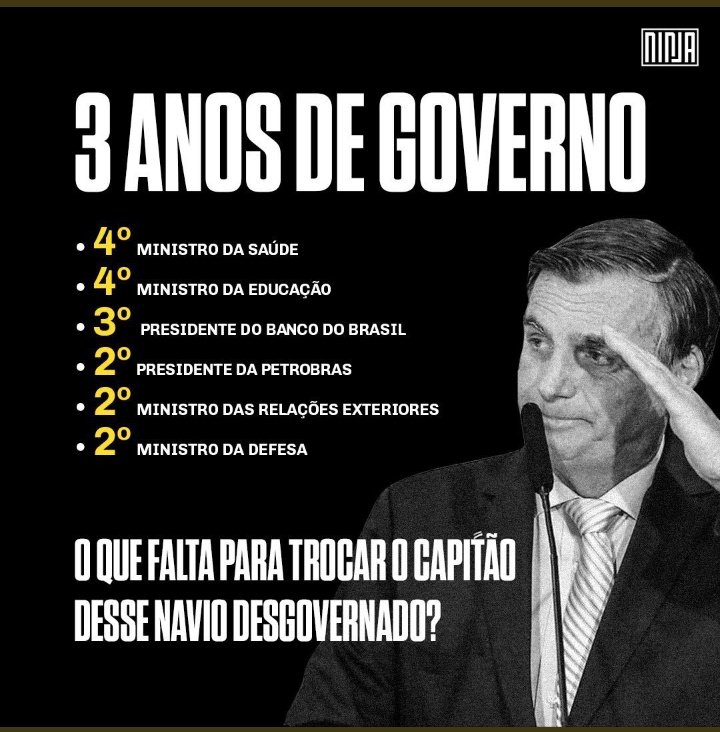 NINJA
3 ANOS DE GOVERNO
• 4º MINISTRO DA SAÚDE
• 4º MINISTRO DA EDUCAÇÃO
• 3º PRESIDENTE DO BANCO DO BRASIL
• 2º PRESIDENTE DA PETROBRAS
• 2º MINISTRO DAS RELAÇÕES EXTERIORES
• 2º MINISTRO DA DEFESA
O QUE FALTA PARA TROCAR O CAPITÃO
DESSE NAVIO DESGOVERNADO?